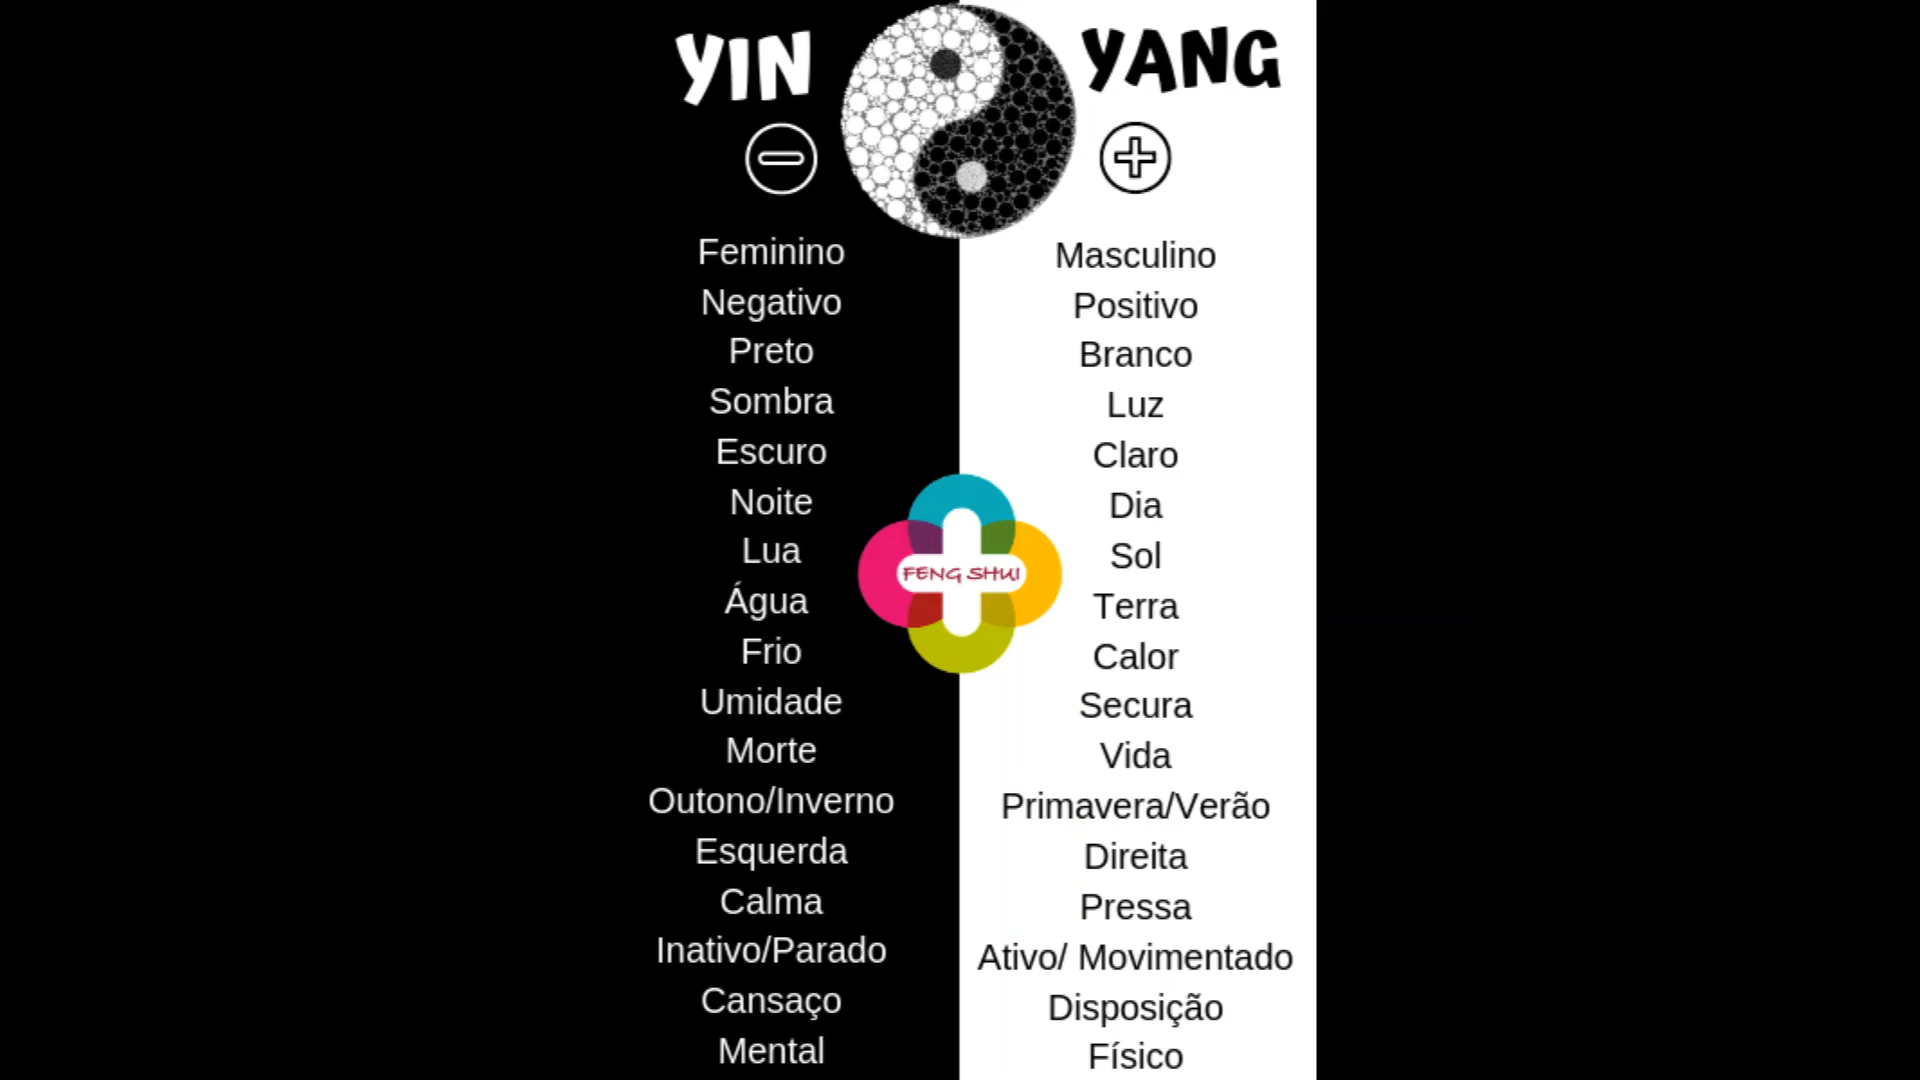 YIN
YANG
Feminino
Negativo
Preto
Sombra
Escuro
Noite
Lua
Água
Frio
Umidade
Morte
Outono/Inverno
Esquerda
Calma
Inativo/Parado
Cansaço
Mental
FENG SHUI
Masculino
Positivo
Branco
Luz
Claro
Dia
Sol
Terra
Calor
Secura
Vida
Primavera/Verão
Direita
Pressa
Ativo/ Movimentado
Disposição
Físico